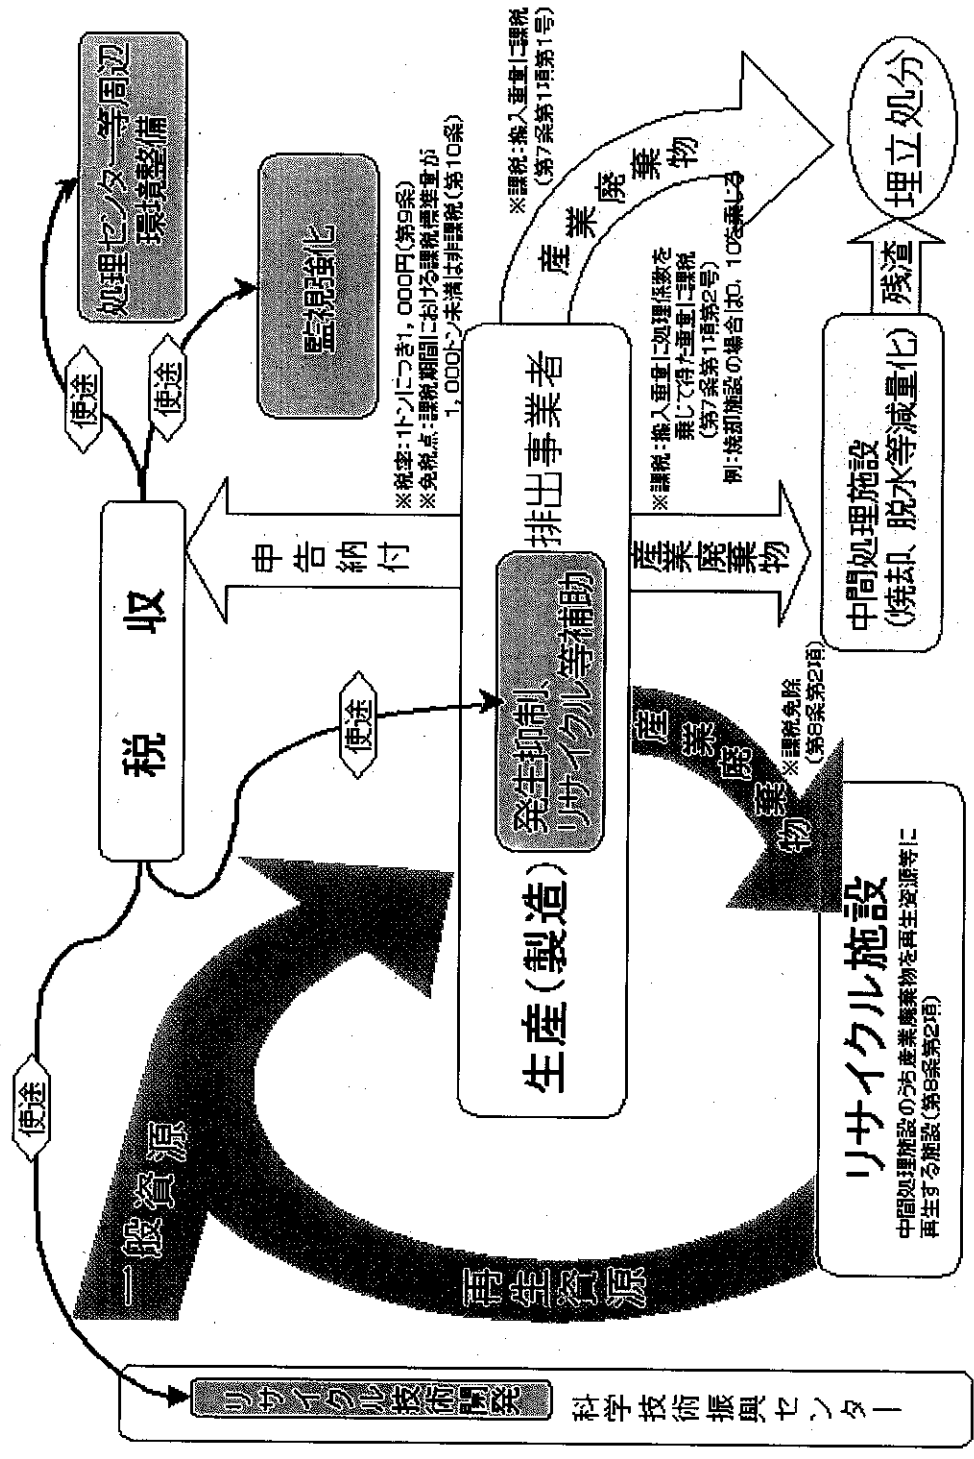 リサイクル技術開発
科学技術振興センター
使途
一般資源
再生資源
税収
使途
処理センター等周辺
環境整備
使途
監視強化
使途
申告納付
※税率:1トンにつき1,000円(第9条)
※免税点:課税期間における課税標準量が
1,000トン未満は非課税(第10条)
生産(製造)
発生抑制、
リサイクル等補助
排出事業者
産業廃棄物
※課税:搬入重量に課税
(第7条第1項第1号)
産業廃棄物
※課税:搬入重量に処理係数を
乗じて得た重量に課税
(第7条第1項第2号)
例:焼却施設の場合は0.10を乗じる
産業廃棄物
※課税免除
(第8条第2項)
リサイクル施設
中間処理施設のうち産業廃棄物を再生資源等に
再生する施設(第8条第2項)
中間処理施設
(焼却、脱水等減量化)
残渣
埋立処分